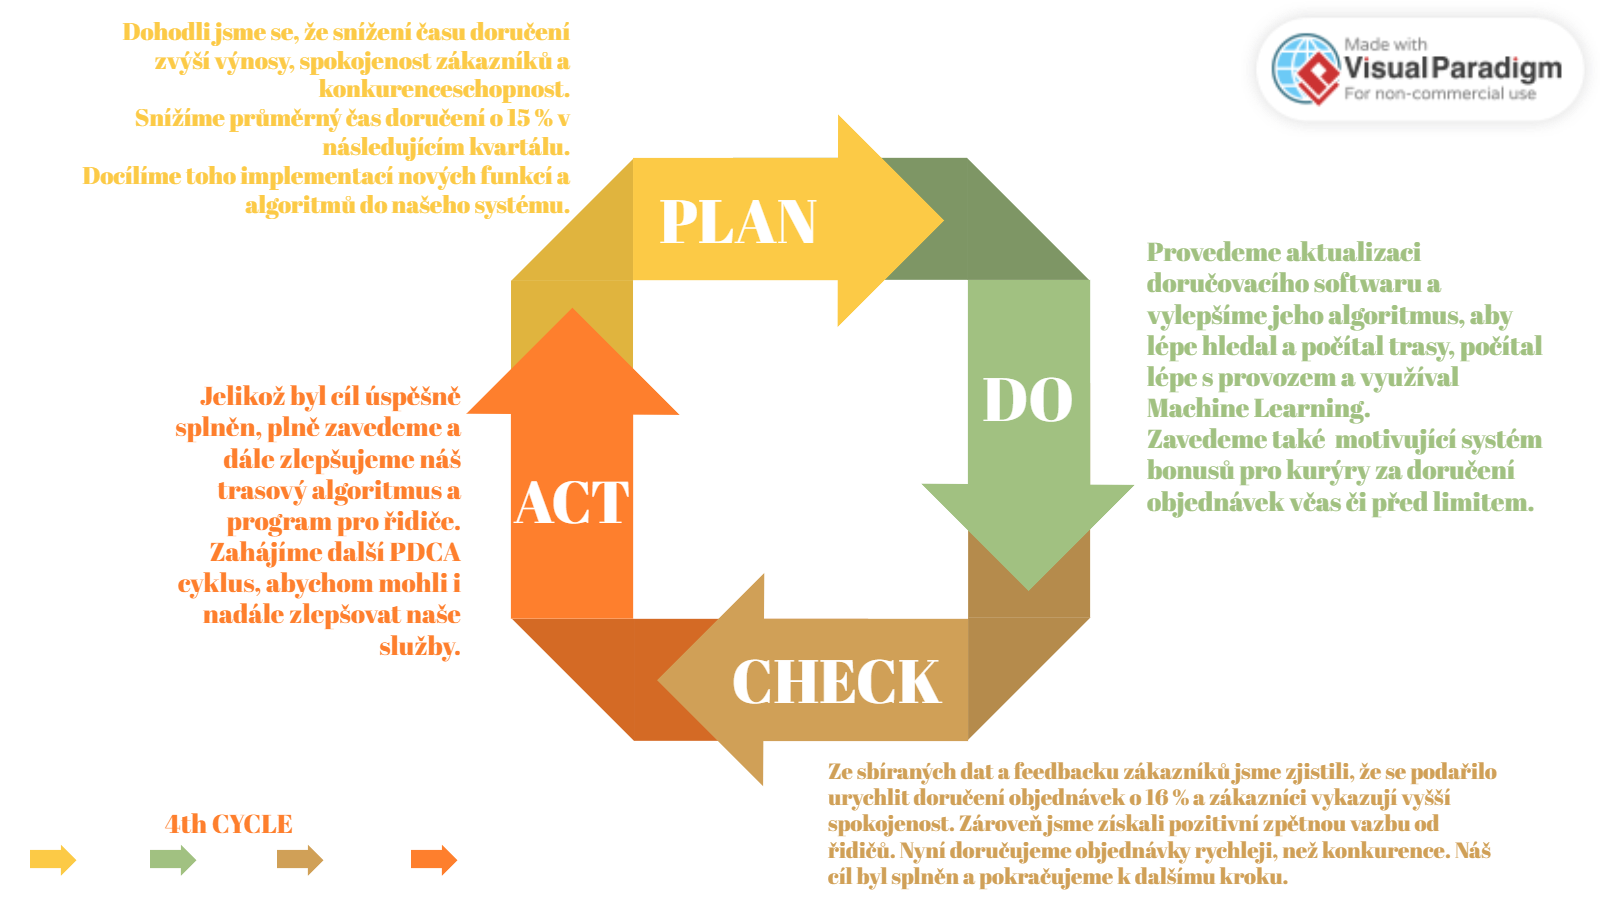 Dohodli jsme se, že snížení času doručení
zvýší výnosy, spokojenost zákazníků a
konkurenceschopnost.
Snížíme průměrný čas doručení o 15 % v
následujícím kvartálu.
Docílíme toho implementací nových funkcí a
algoritmů do našeho systému.
Made with
Visual Paradigm
For non-commercial use
PLAN
Provedeme aktualizaci
doručovacího softwaru a
vylepšíme jeho algoritmus, aby
lépe hledal a počítal trasy, počítal
lépe s provozem a využíval
Machine Learning.
Zavedeme také  motivující systém
bonusů pro kurýry za doručení
objednávek včas či před limitem.
DO
Jelikož byl cíl úspěšně
splněn, plně zavedeme a
dále zlepšujeme náš
trasový algoritmus a
program pro řidiče.
Zahájíme další PDCA
cyklus, abychom mohli i
nadále zlepšovat naše
služby.
ACT
CHECK
Ze sbíraných dat a feedbacku zákazníků jsme zjistili, že se podařilo
urychlit doručení objednávek o 16 % a zákazníci vykazují vyšší
spokojenost. Zároveň jsme získali pozitivní zpětnou vazbu od
řidičů. Nyní doručujeme objednávky rychleji, než konkurence. Náš
cíl byl splněn a pokračujeme k dalšímu kroku.
4th CYCLE